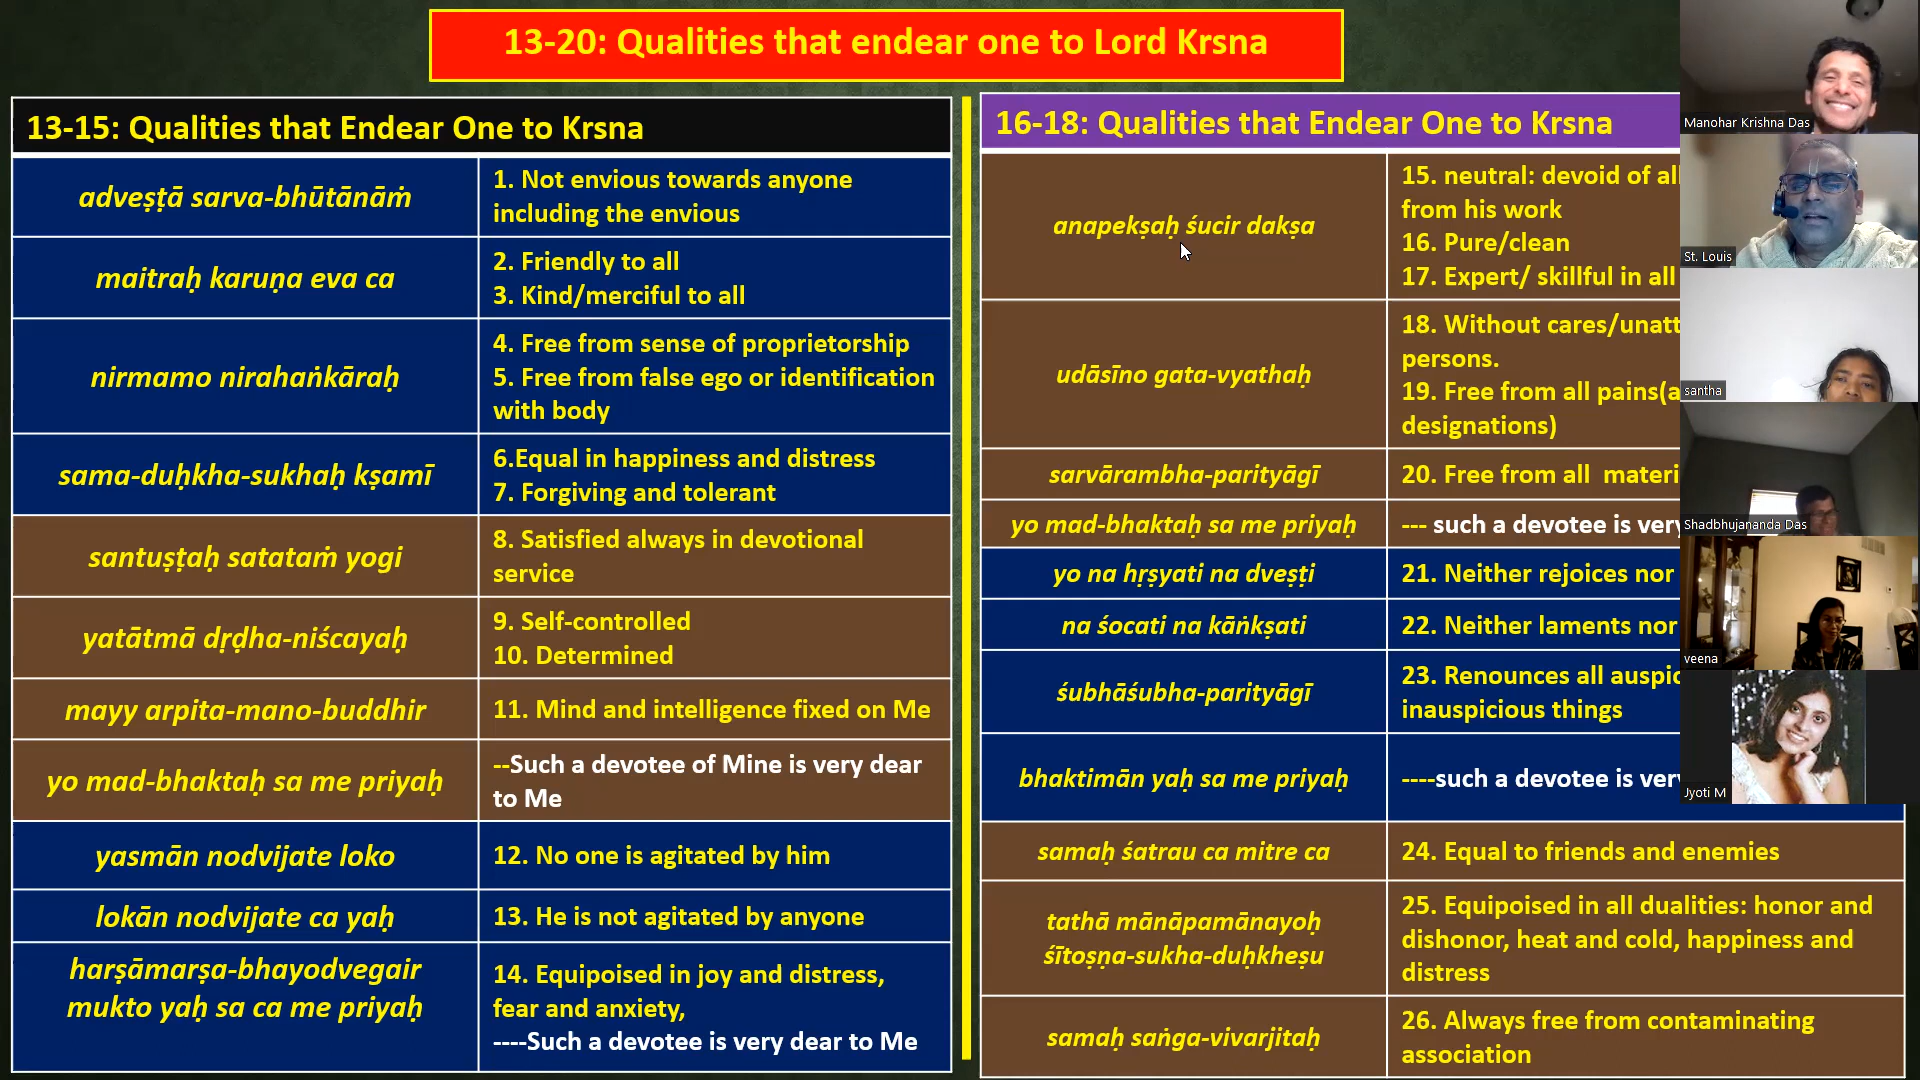 13-20: Qualities that endear one to Lord Krsna
13-15: Qualities that Endear One to Krsna
adveṣṭā sarva-bhūtānāṁ
1. Not envious towards anyone
including the envious
maitraḥ karuṇa eva ca
2. Friendly to all
3. Kind/merciful to all
nirmamo nirahaṅkāraḥ
4. Free from sense of proprietorship
5. Free from false ego or identification
with body
sama-duḥkha-sukhaḥ kṣamī
6.Equal in happiness and distress
7. Forgiving and tolerant
santuṣṭaḥ satataṁ yogi
8. Satisfied always in devotional
service
yatātmā dṛḍha-niścayaḥ
9. Self-controlled
10. Determined
mayy arpita-mano-buddhir
11. Mind and intelligence fixed on Me
yo mad-bhaktaḥ sa me priyaḥ
--Such a devotee of Mine is very dear
to Me
yasmān nodvijate loko
12. No one is agitated by him
lokān nodvijate ca yaḥ
13. He is not agitated by anyone
harṣāmarṣa-bhayodvegair
mukto yaḥ sa ca me priyaḥ
14. Equipoised in joy and distress,
fear and anxiety,
----Such a devotee is very dear to Me
16-18: Qualities that Endear One to Krsna
anapekṣaḥ śucir dakṣa
15. neutral: devoid of al
from his work
16. Pure/clean
17. Expert/ skillful in all
udāsīno gata-vyathaḥ
18. Without cares/unatt
persons.
19. Free from all pains(a
designations)
sarvārambha-parityāgī
20. Free from all materi
yo mad-bhaktaḥ sa me priyaḥ
--- such a devotee is very
yo na hṛṣyati na dveṣṭi
21. Neither rejoices nor
na śocati na kāṅkṣati
22. Neither laments nor
śubhāśubha-parityāgī
23. Renounces all auspic
inauspicious things
bhaktimān yaḥ sa me priyaḥ
----such a devotee is very
samaḥ śatrau ca mitre ca
24. Equal to friends and enemies
tathā mānāpamānayoḥ
śītoṣṇa-sukha-duḥkheṣu
25. Equipoised in all dualities: honor and
dishonor, heat and cold, happiness and
distress
samaḥ saṅga-vivarjitaḥ
26. Always free from contaminating
association
Manohar Krishna Das
St. Louis
santha
Shadbhujananda Das
veena
Jyoti M